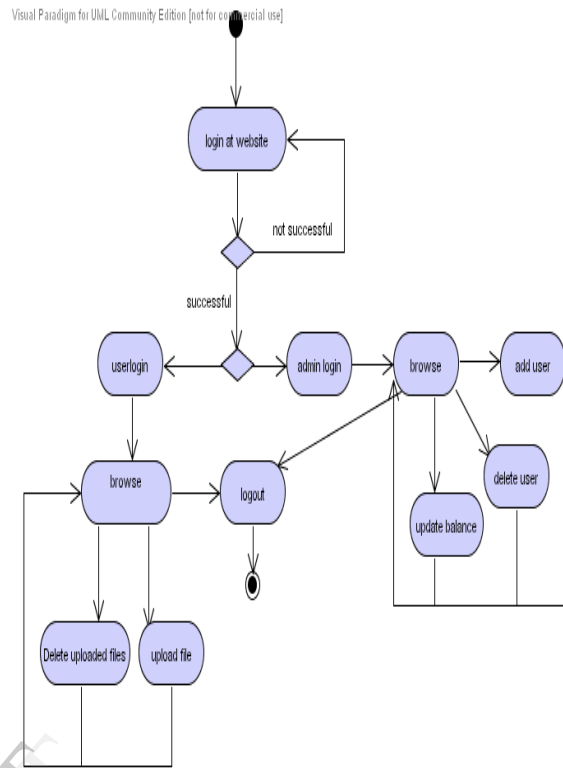 Visual Paradigm for UML Community Edition [not for commercial use]
login at website
not successful
successful
userlogin
admin login
browse
add user
browse
logout
delete user
update balance
Delete uploaded files
upload file